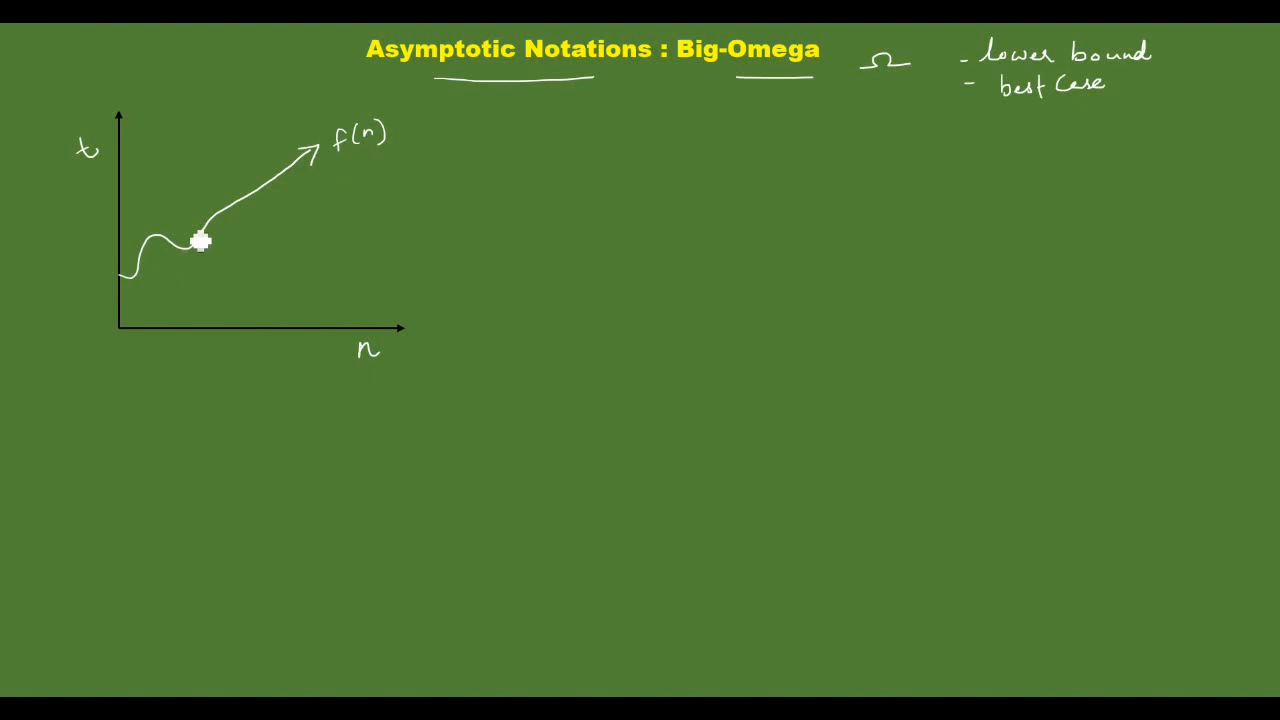 Asymptotic Notations : Big-Omega Ω
- lower bound
- best case
t
f(n)
n